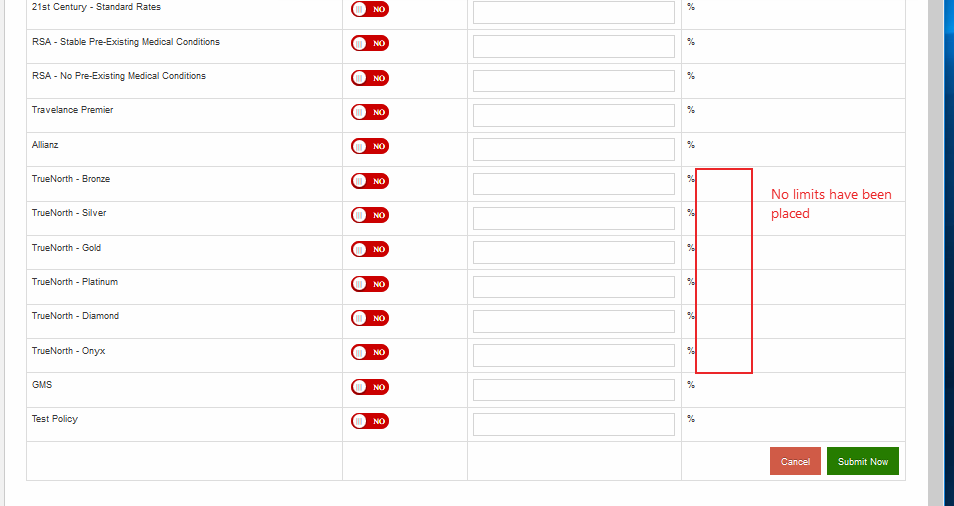 21st Century - Standard Rates NO %
RSA - Stable Pre-Existing Medical Conditions NO %
RSA - No Pre-Existing Medical Conditions NO %
Travelance Premier NO %
Allianz NO %
TrueNorth - Bronze NO %
No limits have been
placed
TrueNorth - Silver NO %
TrueNorth - Gold NO %
TrueNorth - Platinum NO %
TrueNorth - Diamond NO %
TrueNorth - Onyx NO %
GMS NO %
Test Policy NO %
Cancel Submit Now